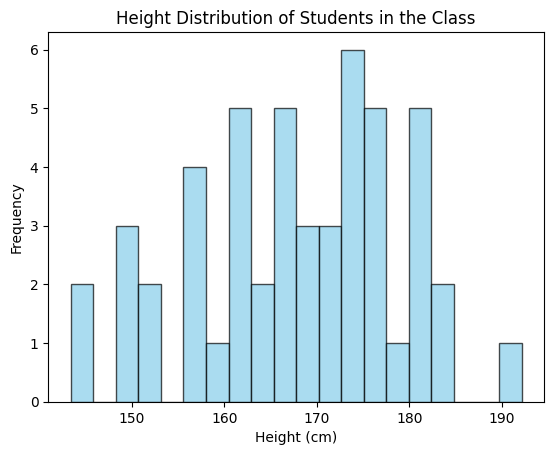 Height Distribution of Students in the Class
6
5
4
3
2
1
0
Frequency
150 160 170 180 190
Height (cm)